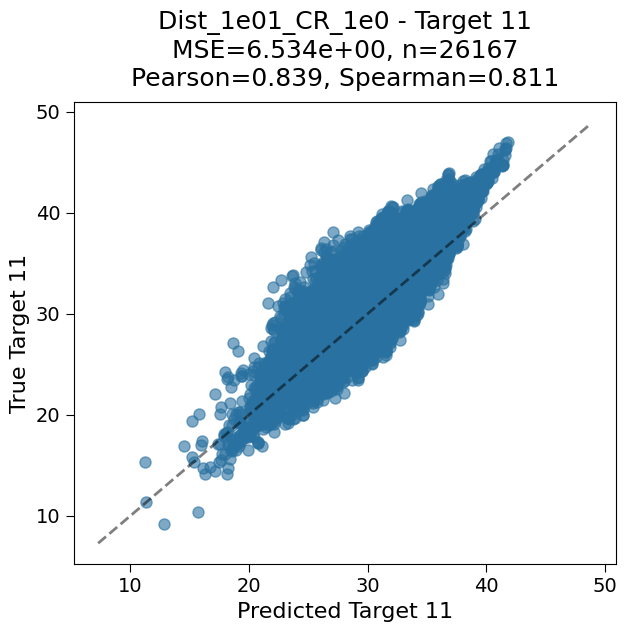 Dist_1e01_CR_1e0 - Target 11
MSE=6.534e+00, n=26167
Pearson=0.839, Spearman=0.811
50
40
30
20
10
True Target 11
10 20 30 40 50
Predicted Target 11